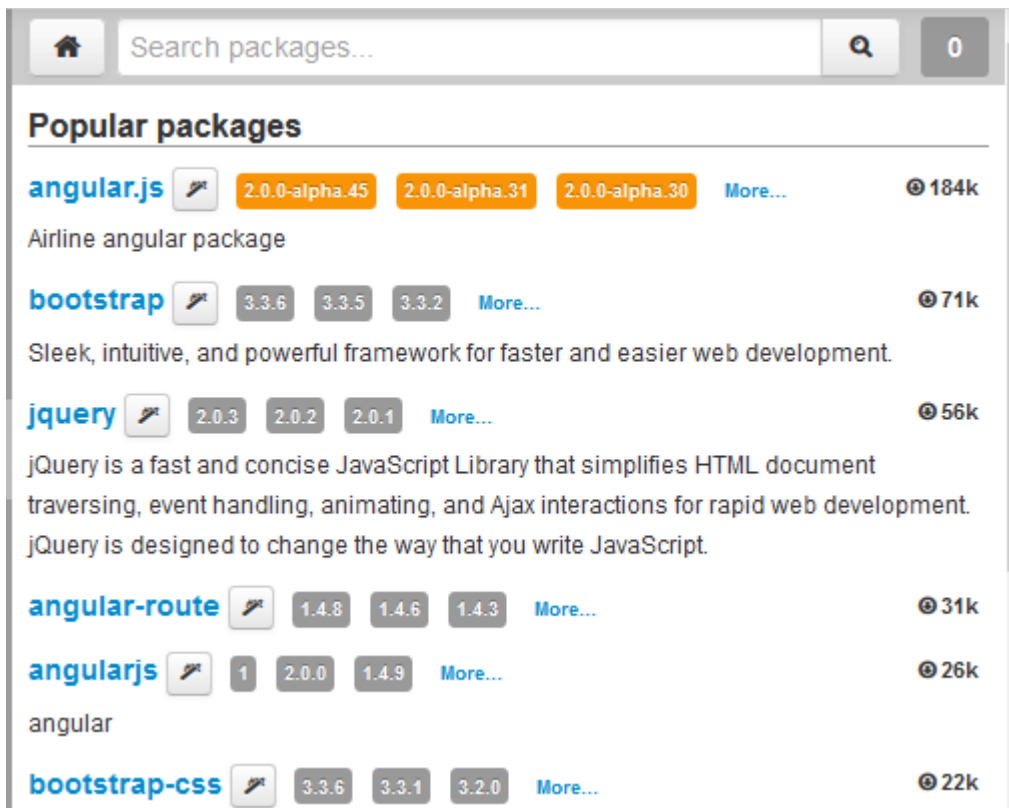 Search packages... 0
Popular packages
angular.js 2.0.0-alpha.45 2.0.0-alpha.31 2.0.0-alpha.30 More... 184k
Airline angular package
bootstrap 3.3.6 3.3.5 3.3.2 More... 71k
Sleek, intuitive, and powerful framework for faster and easier web development.
jquery 2.0.3 2.0.2 2.0.1 More... 56k
jQuery is a fast and concise JavaScript Library that simplifies HTML document
traversing, event handling, animating, and Ajax interactions for rapid web development.
jQuery is designed to change the way that you write JavaScript.
angular-route 1.4.8 1.4.6 1.4.3 More... 31k
angularjs 1 2.0.0 1.4.9 More... 26k
angular
bootstrap-css 3.3.6 3.3.1 3.2.0 More... 22k